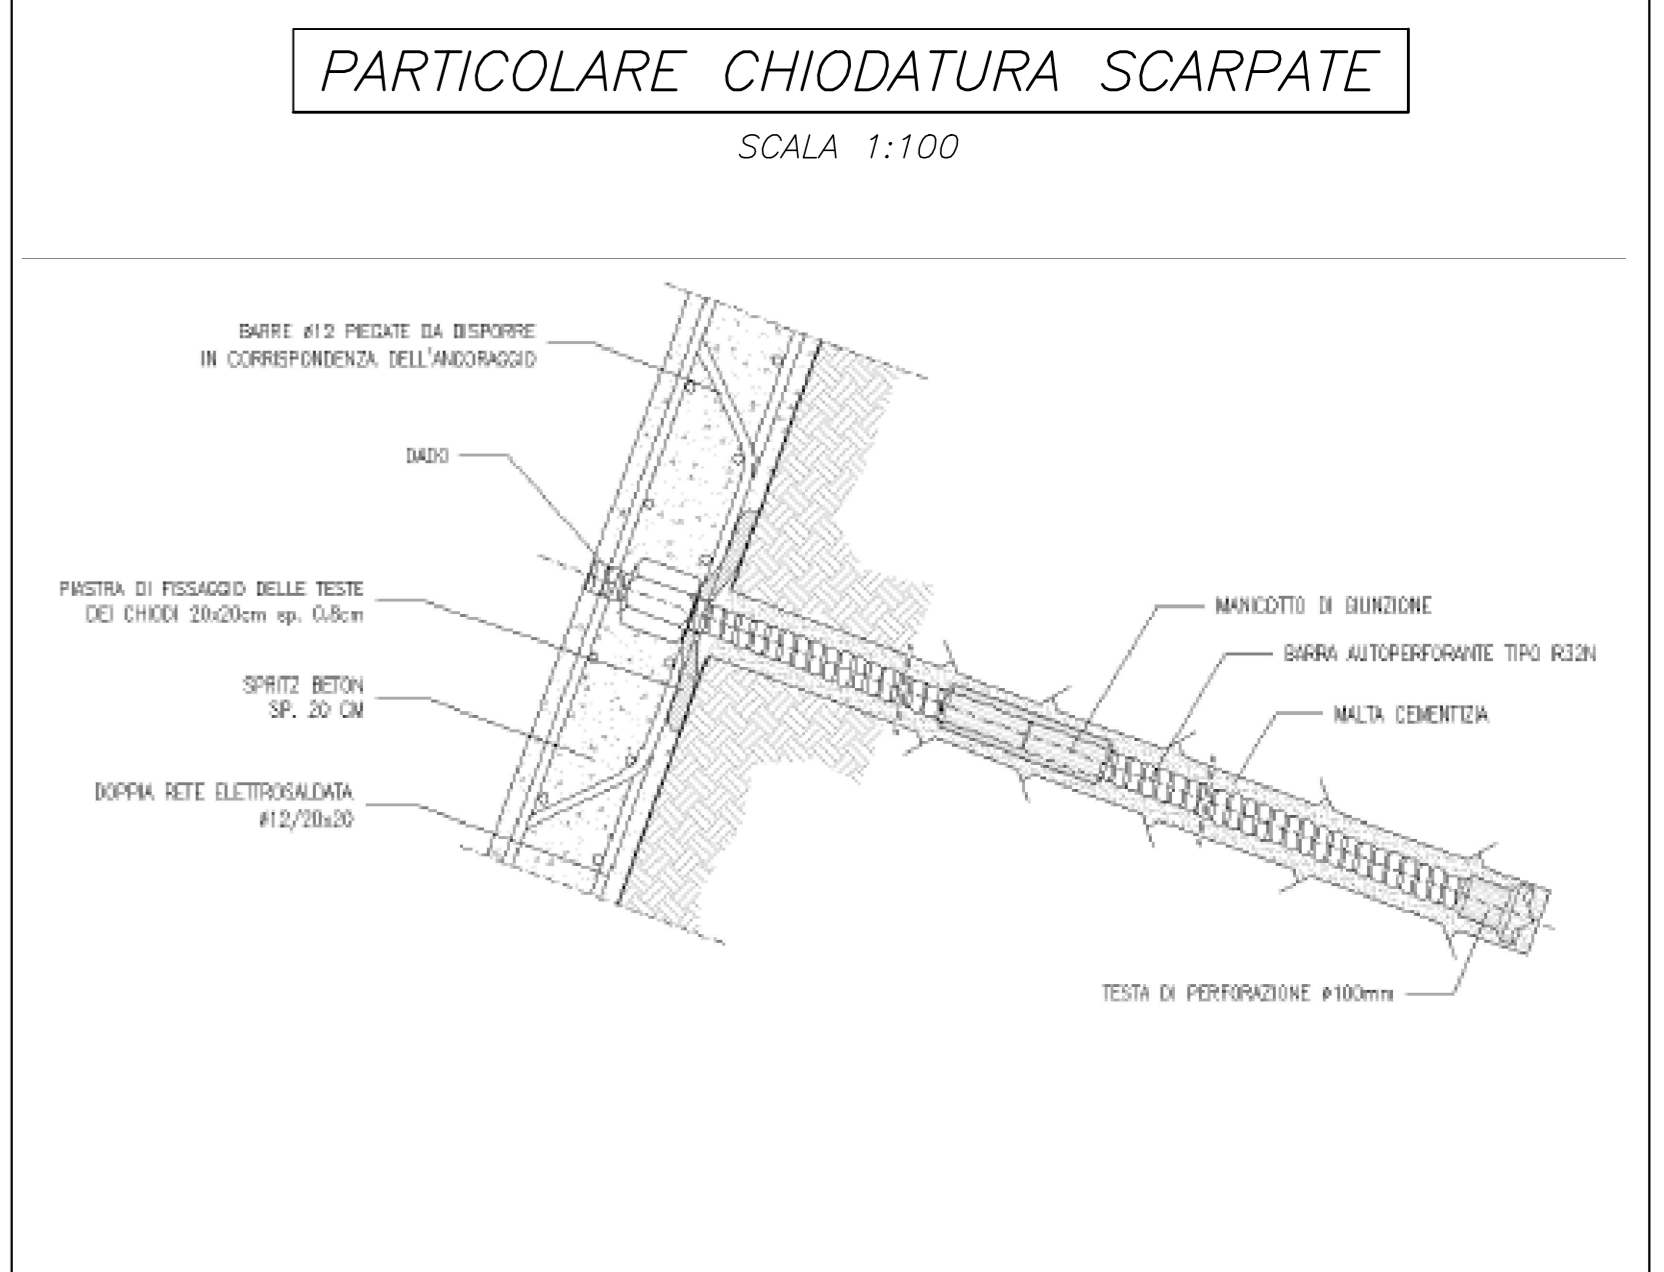 PARTICOLARE CHIODATURA SCARPATE
SCALA 1:100
BARRE ø12 PIEGATE DA DISPORRE
IN CORRISPONDENZA DELL'ANCORAGGIO
DADO
PIASTRA DI FISSAGGIO DELLE TESTE
DEI CHIODI 20x20cm sp. 0.8cm
SPRITZ BETON
SP. 20 CM
DOPPIA RETE ELETTROSALDATA
ø12/20x20
MANICOTTO DI GIUNZIONE
BARRA AUTOPERFORANTE TIPO R32N
MALTA CEMENTIZIA
TESTA DI PERFORAZIONE ø100mm